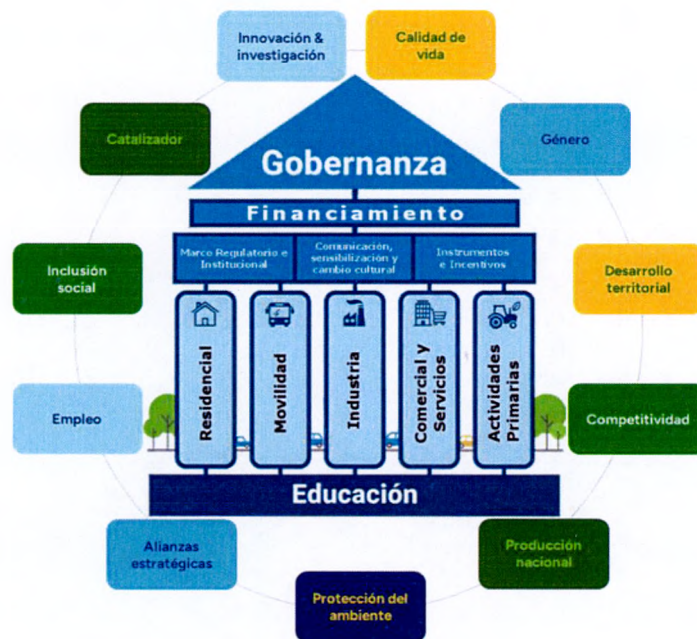 Innovación &
investigación
Calidad de
vida
Catalizador
Género
Gobernanza
Financiamiento
Marco Regulatorio e
Institucional
Comunicación,
sensibilización y
cambio cultural
Instrumentos
e Incentivos
Inclusión
social
Desarrollo
territorial
Residencial
Movilidad
Industria
Comercial y
Servicios
Actividades
Primarias
Empleo
Competitividad
Educación
Alianzas
estratégicas
Producción
nacional
Protección del
ambiente